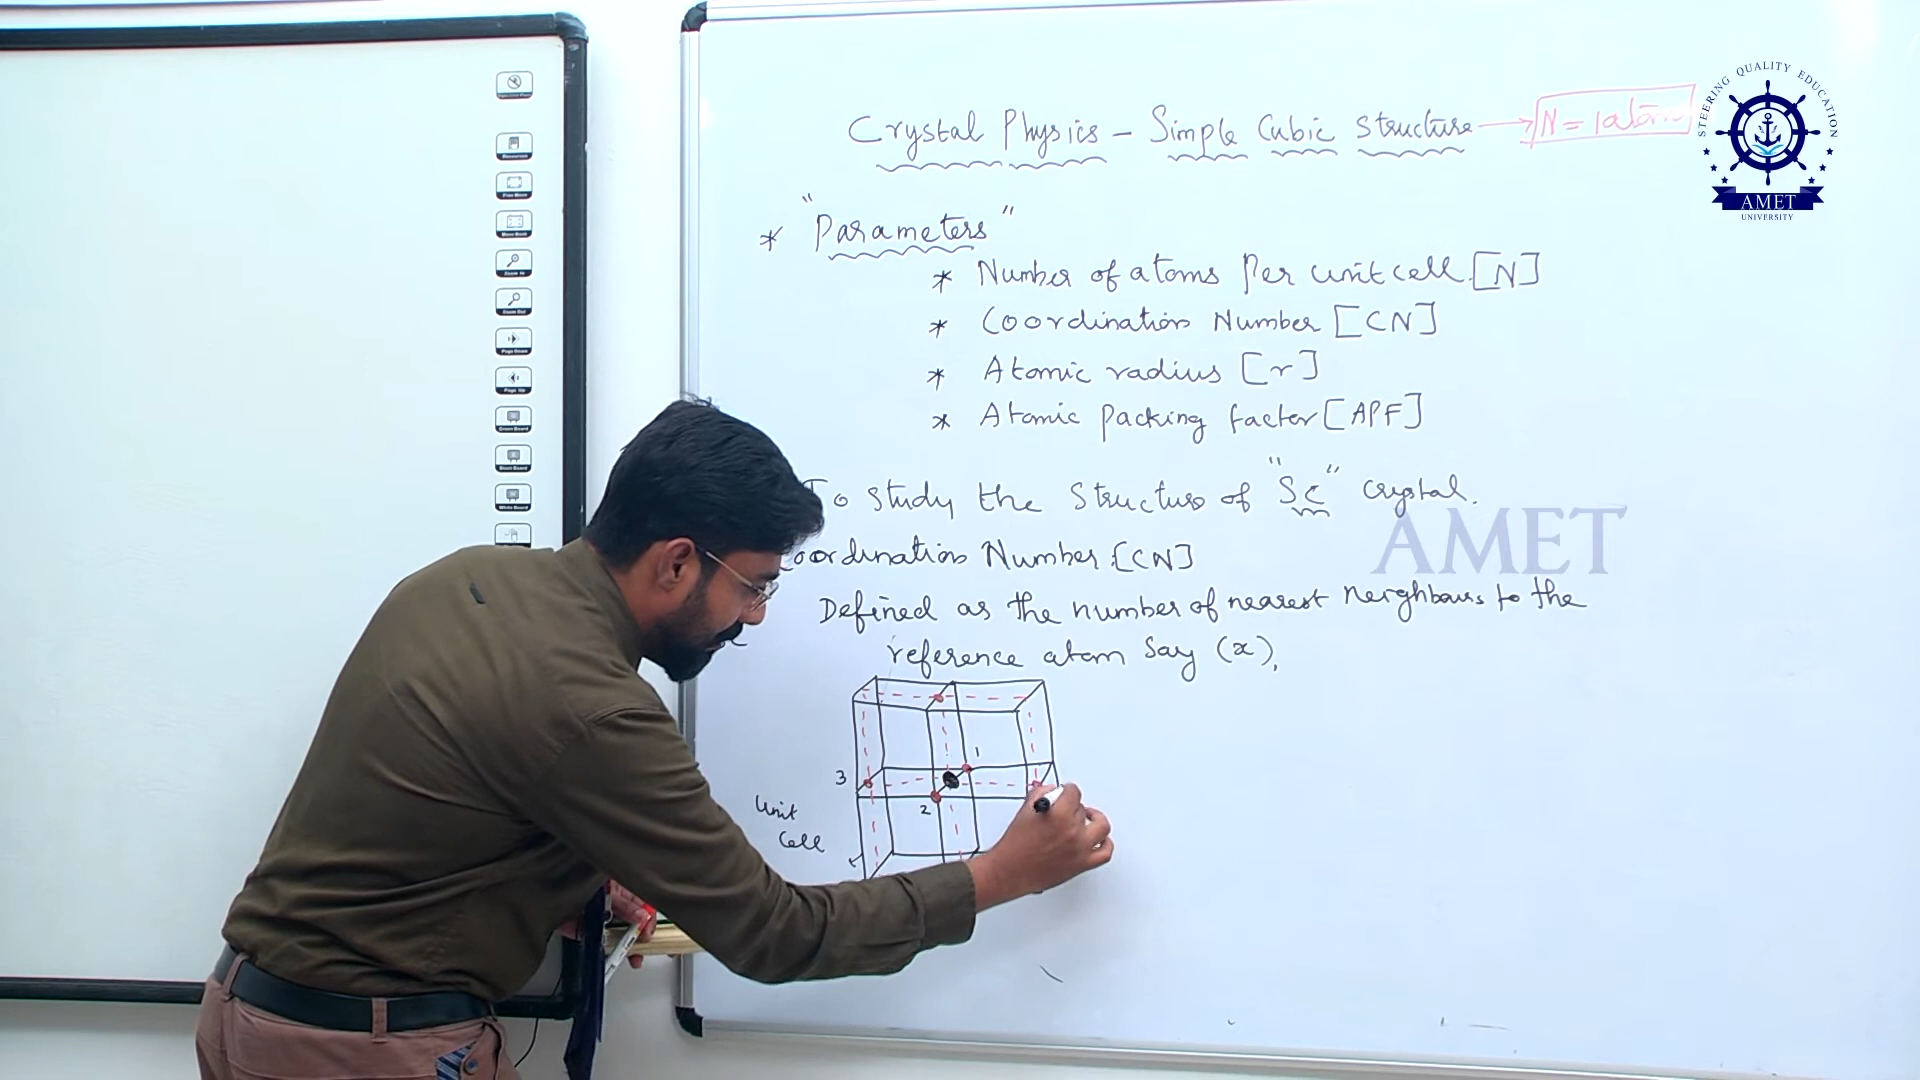 Crystal Physics - Simple Cubic Structure → N = 1 atom
STEERING QUALITY EDUCATION
AMET
UNIVERSITY
* "Parameters"
* Number of atoms Per unit cell [N]
* Coordination Number [CN]
* Atomic radius [r]
* Atomic packing factor [APF]
To study the Structure of "SC" crystal.
AMET
oordination Number [CN]
Defined as the number of nearest neighbours to the
reference atom Say (x),
1
3
2
Unit
Cell